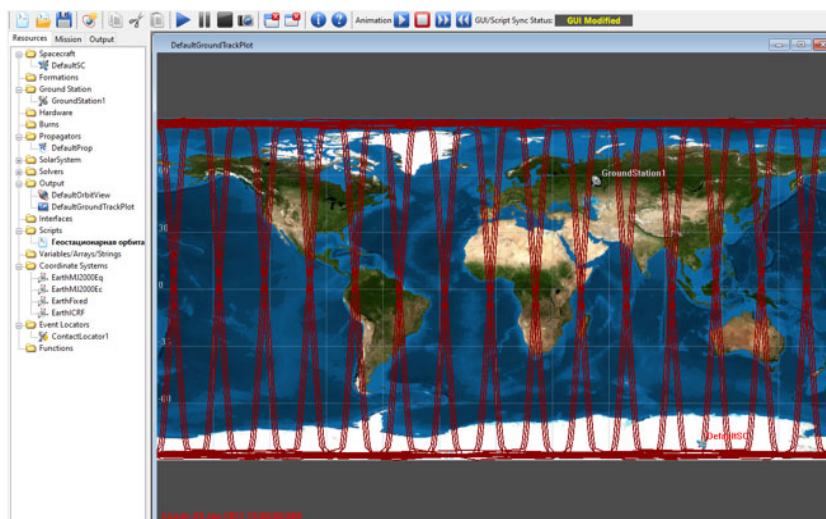 Animation
GUI/Script Sync Status:
GUI Modified
Resources Mission Output
Spacecraft
DefaultSC
Formations
Ground Station
GroundStation1
Hardware
Burns
Propagators
DefaultProp
SolarSystem
Solvers
Output
DefaultOrbitView
DefaultGroundTrackPlot
Interfaces
Scripts
Геостационарная орбита
Variables/Arrays/Strings
Coordinate Systems
EarthMJ2000Eq
EarthMJ2000Ec
EarthFixed
EarthICRF
Event Locators
ContactLocator1
Functions
DefaultGroundTrackPlot
GroundStation1
30
0
DefaultSC